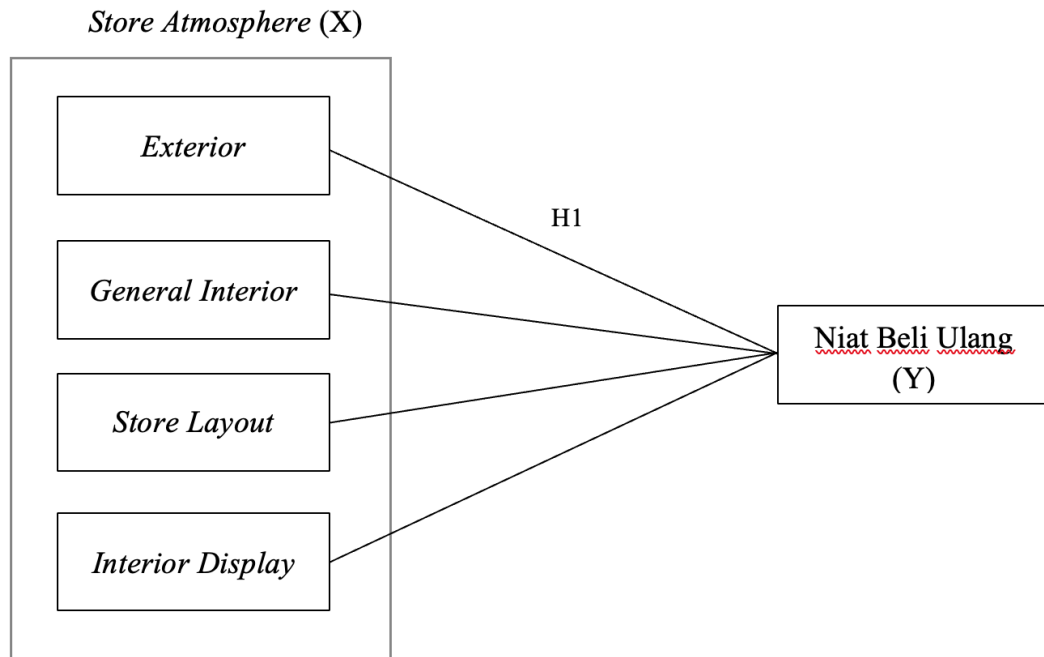 Store Atmosphere (X)
Exterior
H1
General Interior
Niat Beli Ulang
(Y)
Store Layout
Interior Display